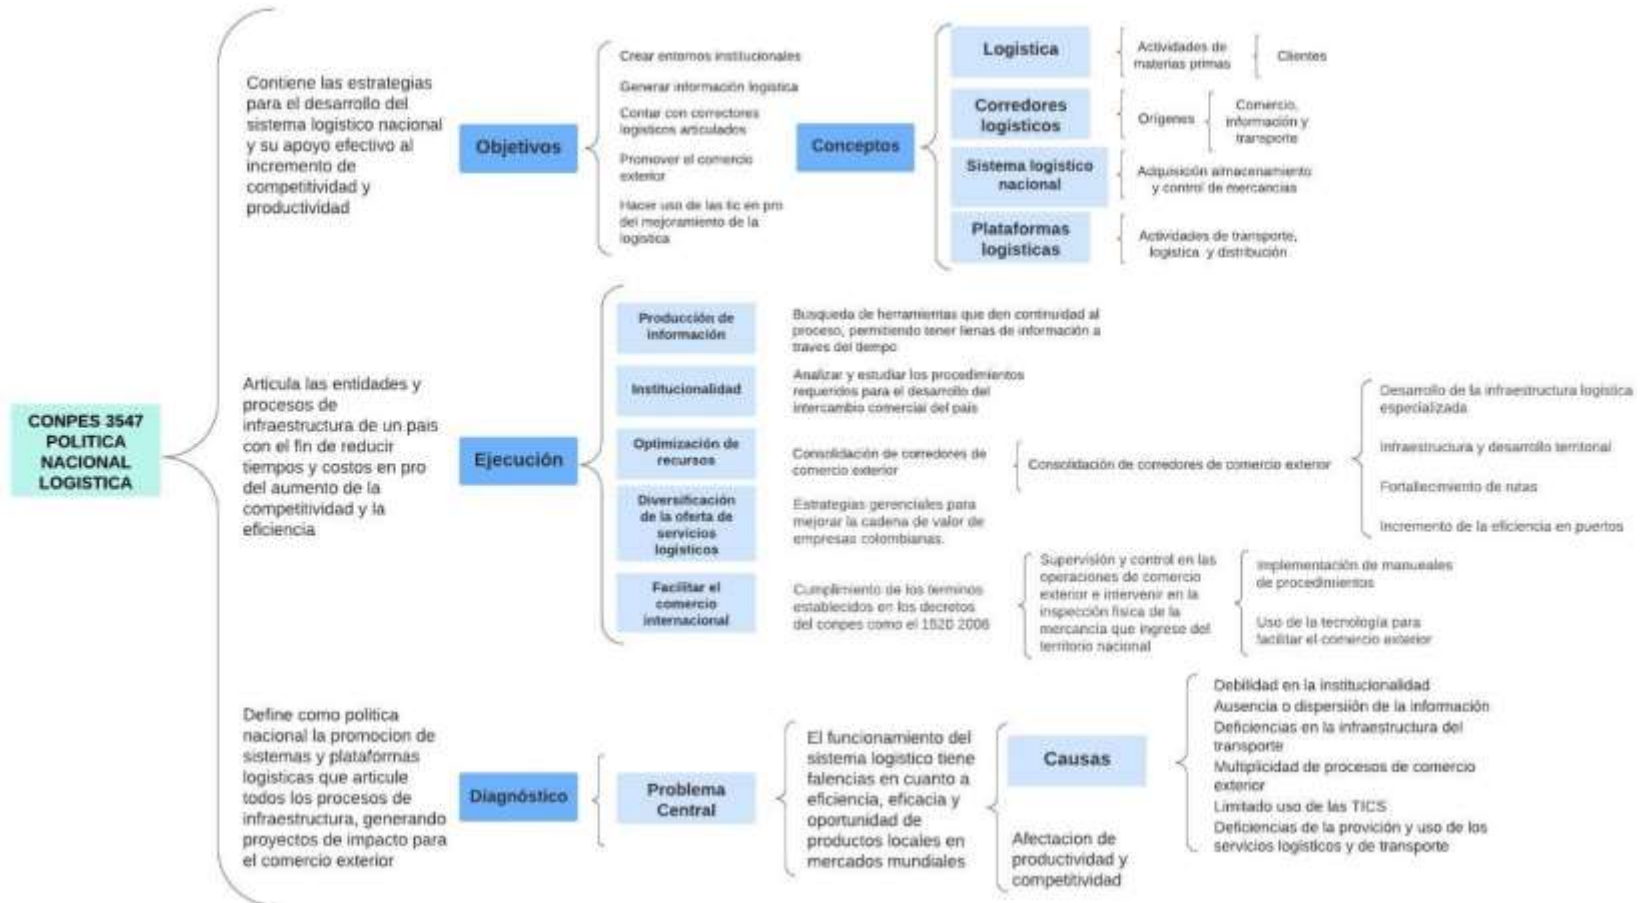 CONPES 3547
POLITICA
NACIONAL
LOGISTICA
Contiene las estrategias
para el desarrollo del
sistema logistico nacional
y su apoyo efectivo al
incremento de
competitividad y
productividad
Objetivos
Crear entornos institucionales
Generar información logistica
Contar con correctores
logisticos articulados
Promover el comercio
exterior
Hacer uso de las tic en pro
del mejoramiento de la
logistica
Conceptos
Logistica
Actividades de
materias primas
Clientes
Corredores
logisticos
Orígenes
Comercio,
información y
transporte
Sistema logistico
nacional
Adquisición almacenamiento
y control de mercancias
Plataformas
logisticas
Actividades de transporte,
logistica y distribución
Articula las entidades y
procesos de
infraestructura de un pais
con el fin de reducir
tiempos y costos en pro
del aumento de la
competitividad y la
eficiencia
Ejecución
Producción de
información
Busqueda de herramientas que den continuidad al
proceso, permitiendo tener lienas de información a
traves del tiempo
Institucionalidad
Analizar y estudiar los procedimientos
requeridos para el desarrollo del
intercambio comercial del pais
Optimización de
recursos
Consolidación de corredores de
comercio exterior
Consolidación de corredores de comercio exterior
Desarrollo de la infraestructura logistica
especializada
Infraestructura y desarrollo territorial
Fortallecimiento de rutas
Incremento de la eficiencia en puertos
Diversificación
de la oferta de
servicios
logisticos
Estrategias gerenciales para
mejorar la cadena de valor de
empresas colombianas.
Facilitar el
comercio
internacional
Cumplimiento de los terminos
establecidos en los decretos
del conpes como el 1520 2008
Supervisión y control en las
operaciones de comercio
exterior e intervenir en la
inspección fisica de la
mercancia que ingrese del
territorio nacional
Implementación de manueales
de procedimientos
Uso de la tecnología para
facilitar el comercio exterior
Define como politica
nacional la promocion de
sistemas y plataformas
logisticas que articule
todos los procesos de
infraestructura, generando
proyectos de impacto para
el comercio exterior
Diagnóstico
Problema
Central
El funcionamiento del
sistema logistico tiene
falencias en cuanto a
eficiencia, eficacia y
oportunidad de
productos locales en
mercados mundiales
Causas
Debilidad en la institucionalidad
Ausencia o dispersiión de la información
Deficiencias en la infraestructura del
transporte
Multiplicidad de procesos de comercio
exterior
Limitado uso de las TICS
Deficiencias de la provición y uso de los
servicios logisticos y de transporte
Afectacion de
productividad y
competitividad